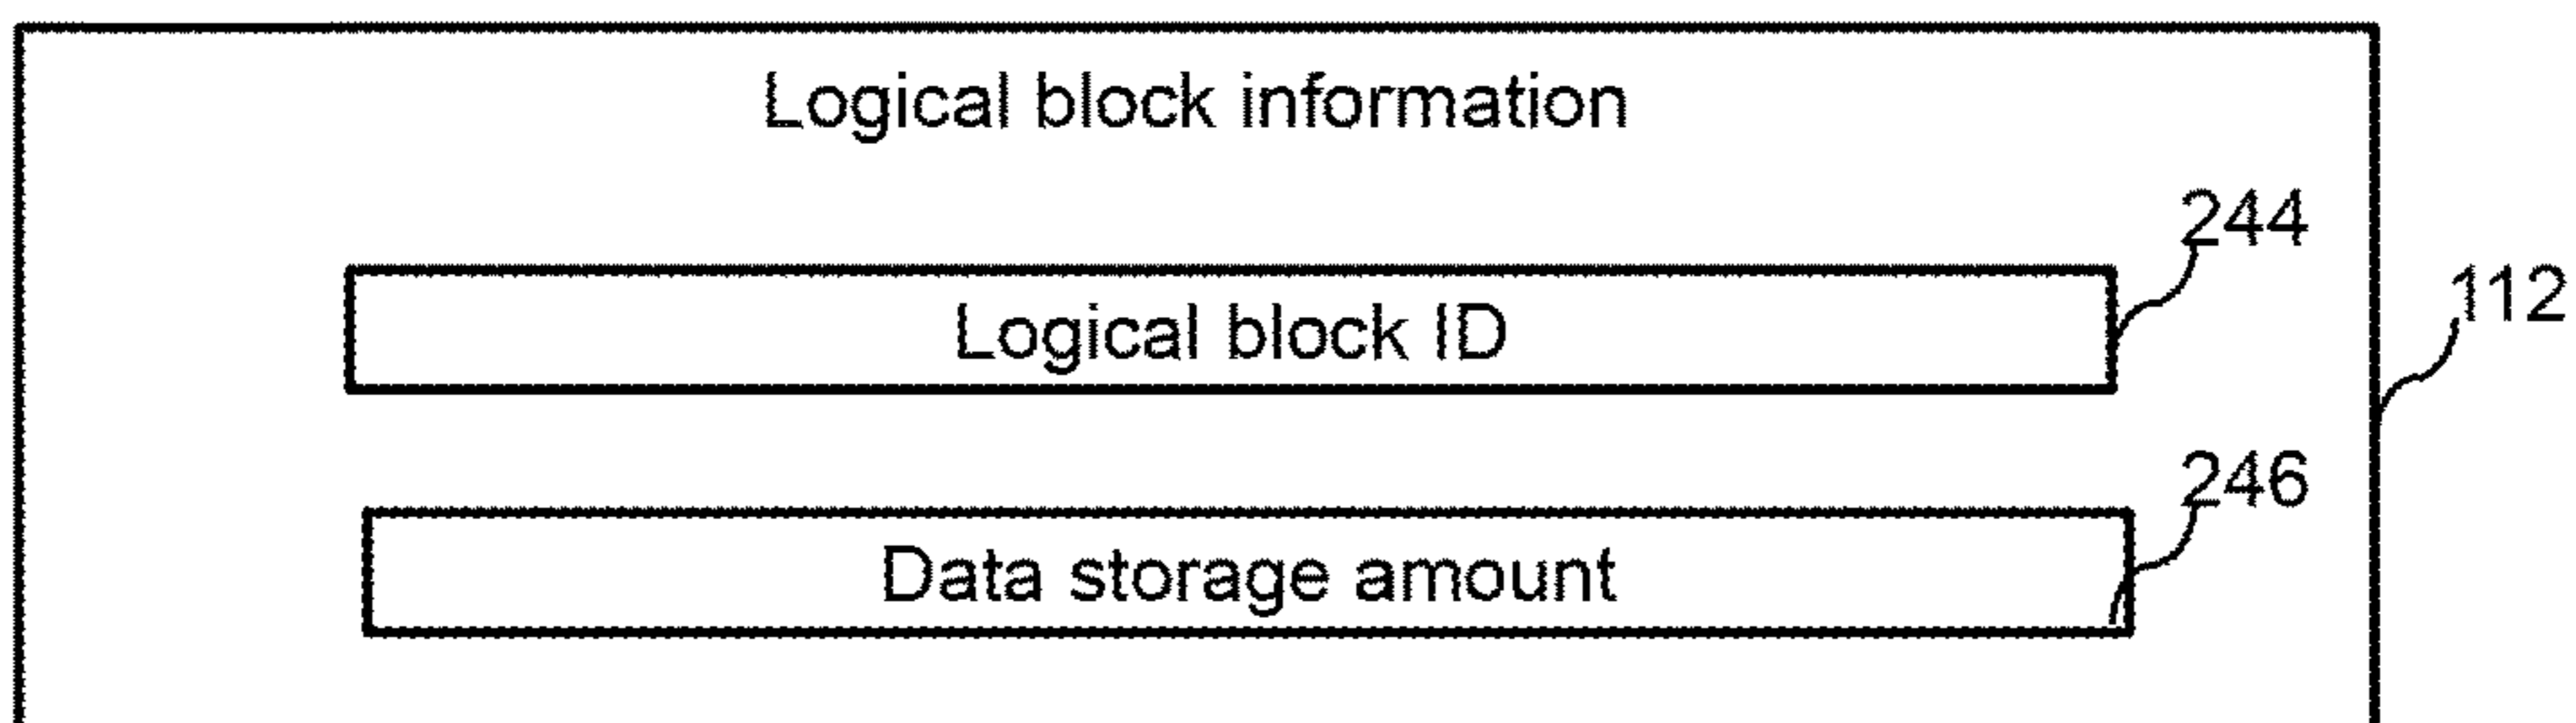 Logical block information
244
Logical block ID
112
246
Data storage amount